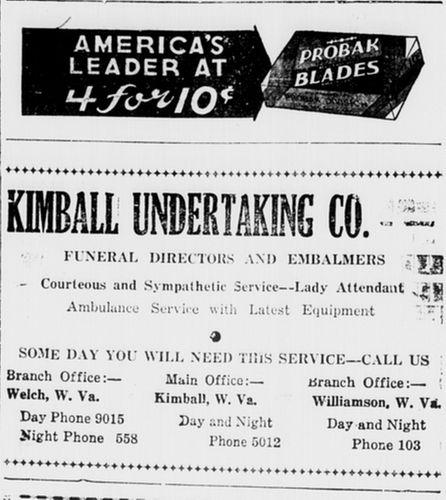 AMERICA'S
LEADER AT
4 for 10¢
PROBAK
BLADES
KIMBALL UNDERTAKING CO.
FUNERAL DIRECTORS AND EMBALMERS
Courteous and Sympathetic Service--Lady Attendant
Ambulance Service with Latest Equipment
SOME DAY YOU WILL NEED THIS SERVICE—CALL US
Branch Office:— Main Office:— Branch Office:—
Welch, W. Va. Kimball, W. Va. Williamson, W. Va.
Day Phone 9015 Day and Night Day and Night
Night Phone 558 Phone 5012 Phone 103